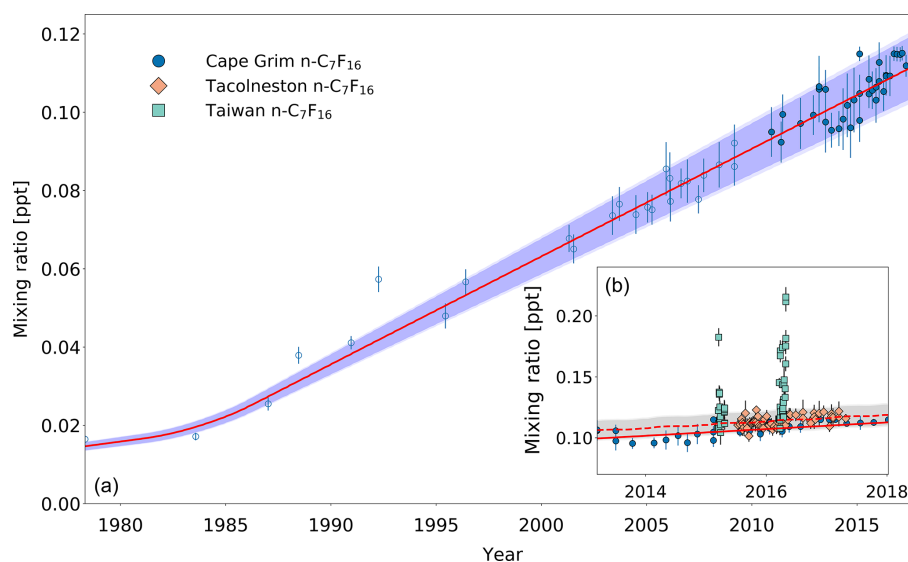 0.12
0.10
0.08
0.06
0.04
0.02
0.00
Mixing ratio [ppt]
Cape Grim n-C₇F₁₆
Tacolneston n-C₇F₁₆
Taiwan n-C₇F₁₆
(a)
1980 1985 1990 1995 2000 2005 2010 2015
Year
(b)
0.20
0.15
0.10
Mixing ratio [ppt]
2014 2016 2018